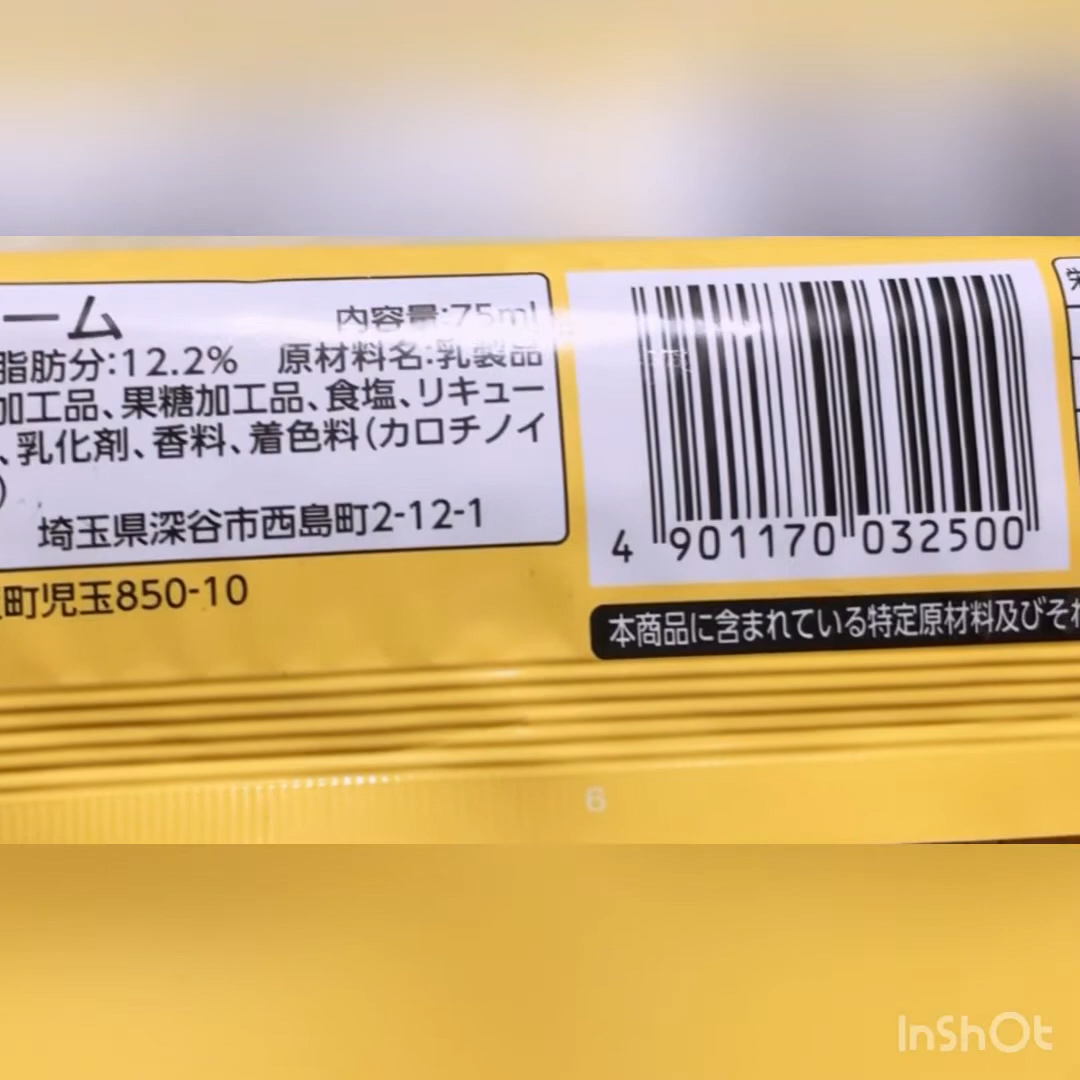 ーム
内容量:75ml
脂肪分:12.2% 原材料名:乳製品
加工品、果糖加工品、食塩、リキュー
、乳化剤、香料、着色料(カロチノイ
)
埼玉県深谷市西島町2-12-1
町児玉850-10
4 901170 032500
栄
本商品に含まれている特定原材料及びそれ
6
InShOt